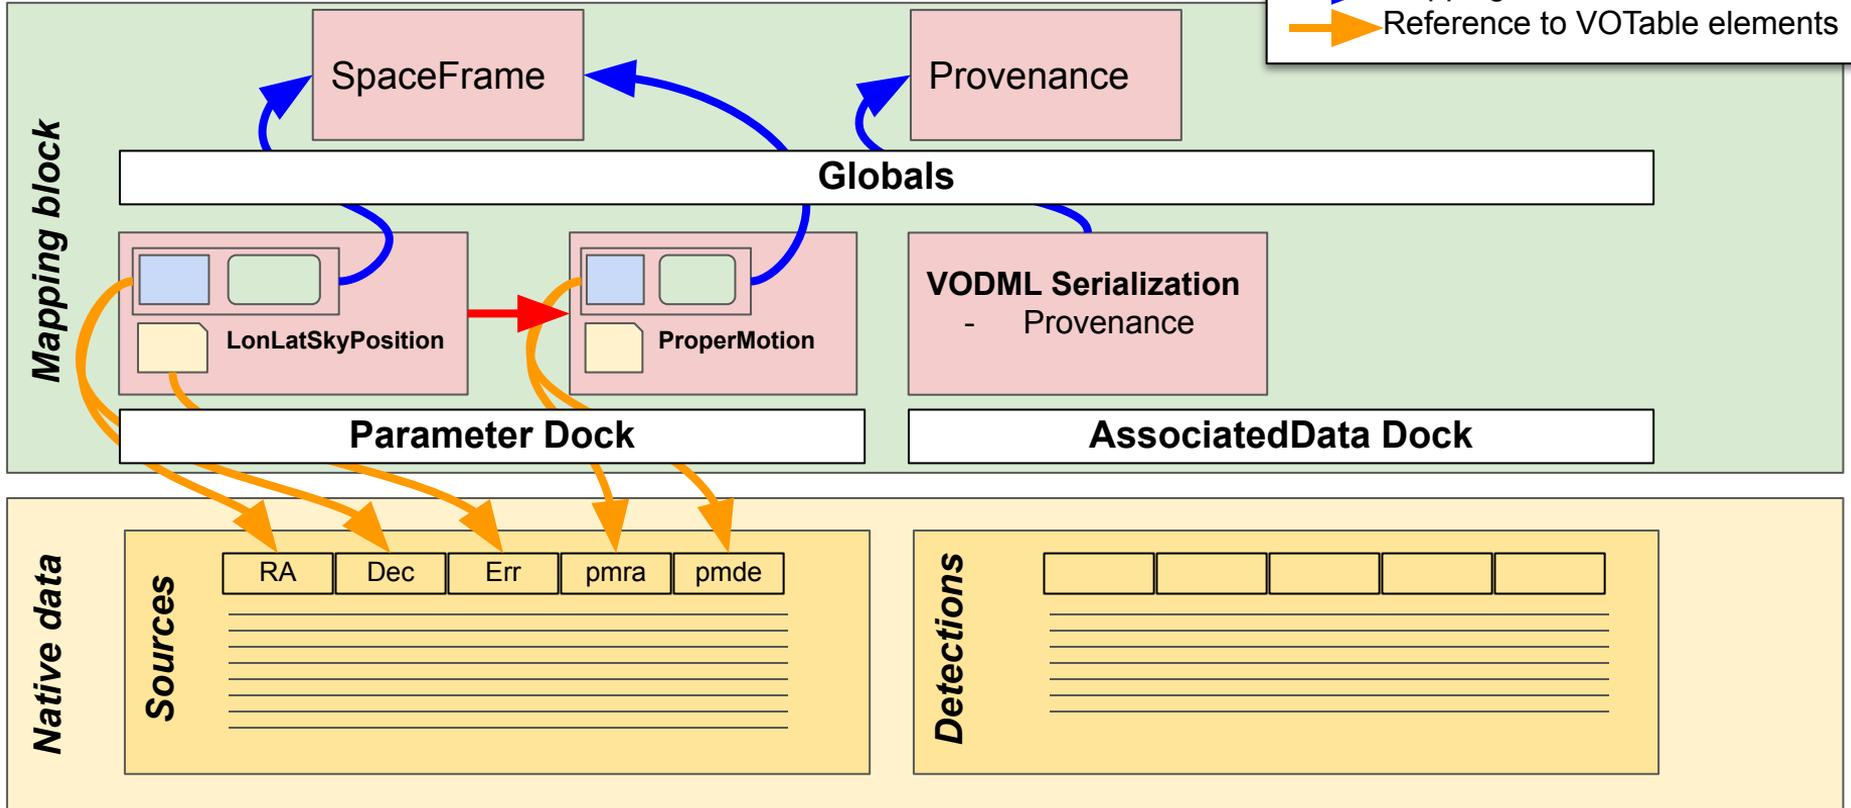 Reference to VOTable elements
SpaceFrame
Provenance
Mapping block
Globals
LonLatSkyPosition
ProperMotion
VODML Serialization
- Provenance
Parameter Dock
AssociatedData Dock
Native data
Sources
RA Dec Err pmra pmde
Detections